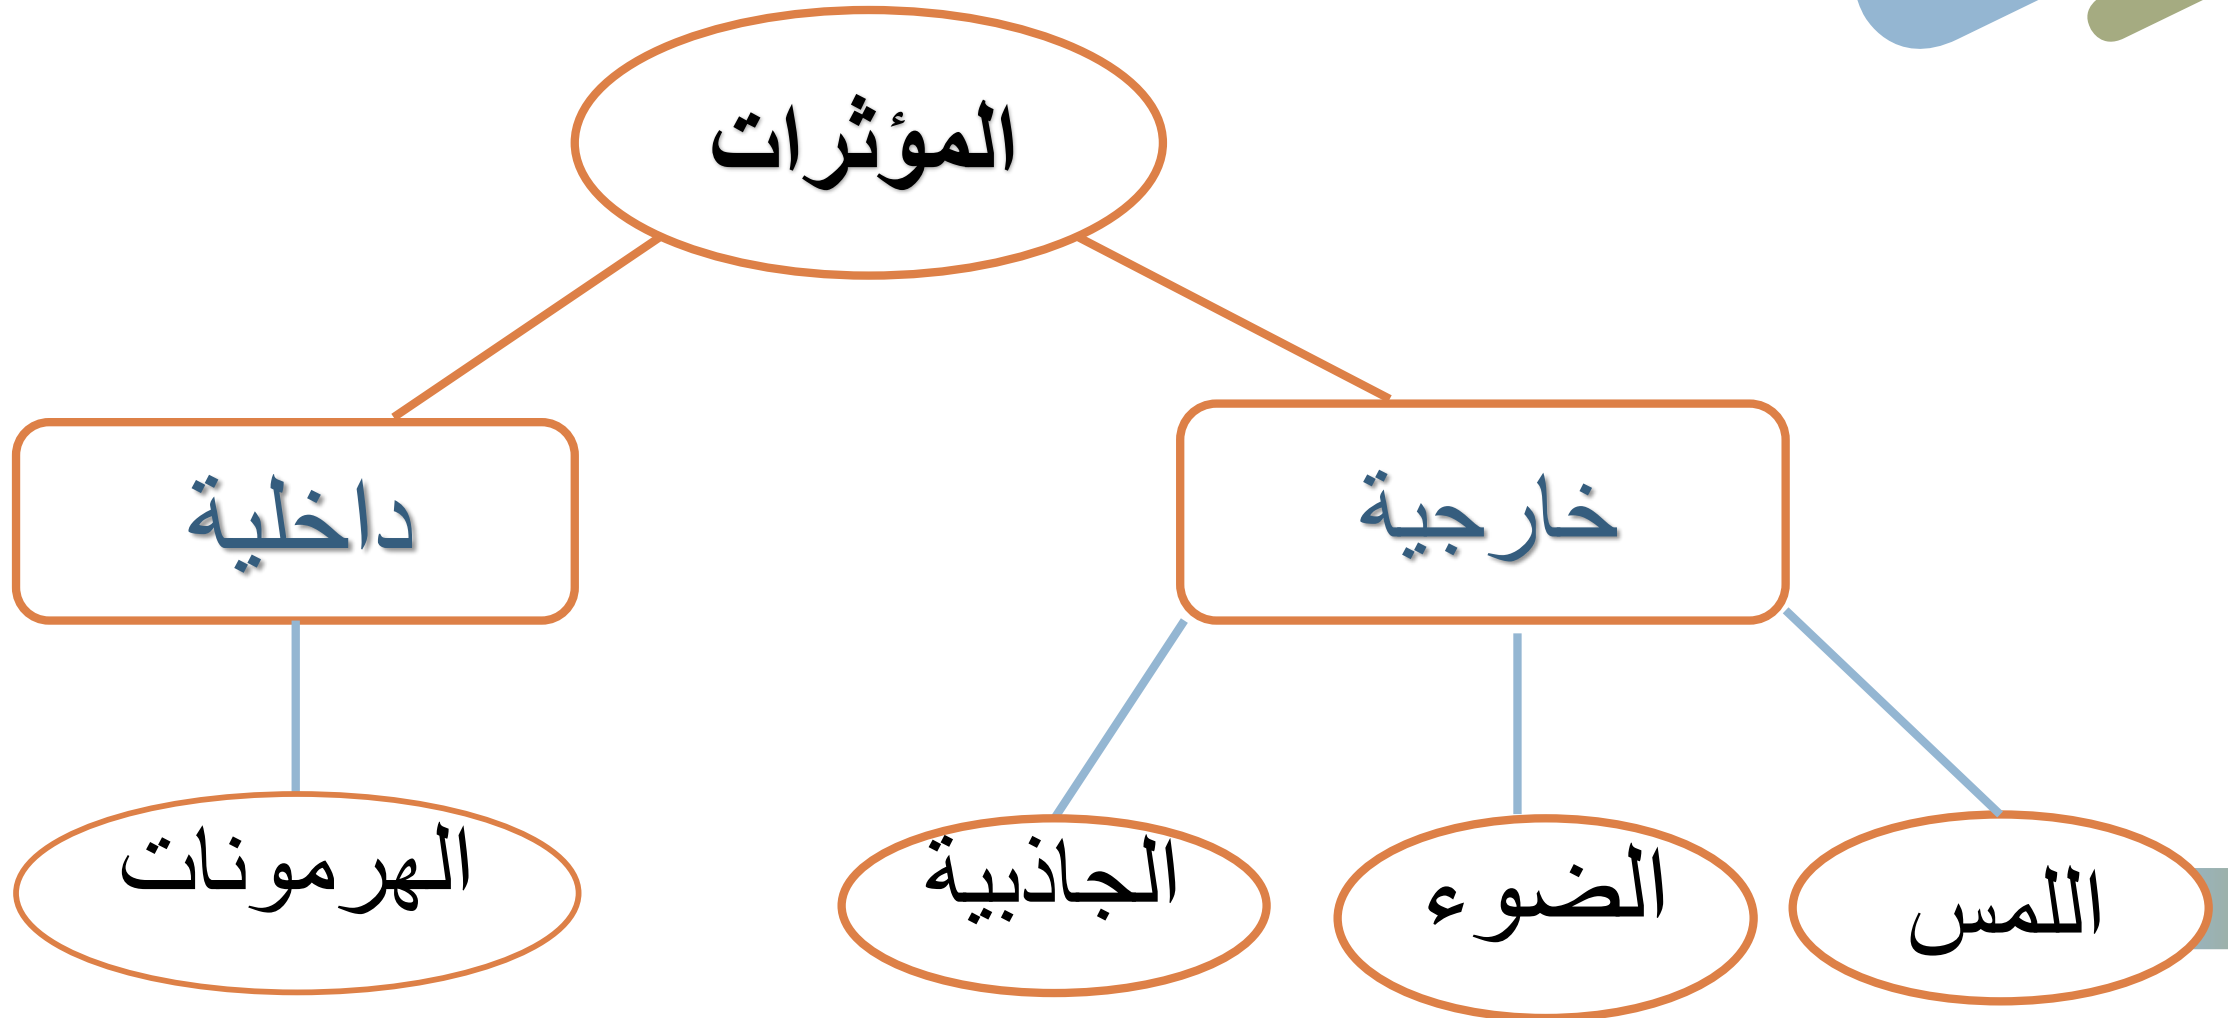 المؤثرات
خارجية
داخلية
اللمس
الضوء
الجاذبية
الهرمونات